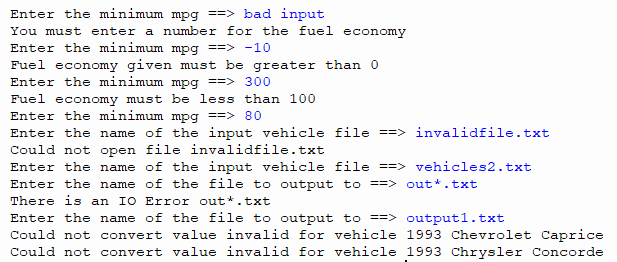 Enter the minimum mpg ==> bad input
You must enter a number for the fuel economy
Enter the minimum mpg ==> -10
Fuel economy given must be greater than 0
Enter the minimum mpg ==> 300
Fuel economy must be less than 100
Enter the minimum mpg ==> 80
Enter the name of the input vehicle file ==> invalidfile.txt
Could not open file invalidfile.txt
Enter the name of the input vehicle file ==> vehicles2.txt
Enter the name of the file to output to ==> out*.txt
There is an IO Error out*.txt
Enter the name of the file to output to ==> output1.txt
Could not convert value invalid for vehicle 1993 Chevrolet Caprice
Could not convert value invalid for vehicle 1993 Chrysler Concorde